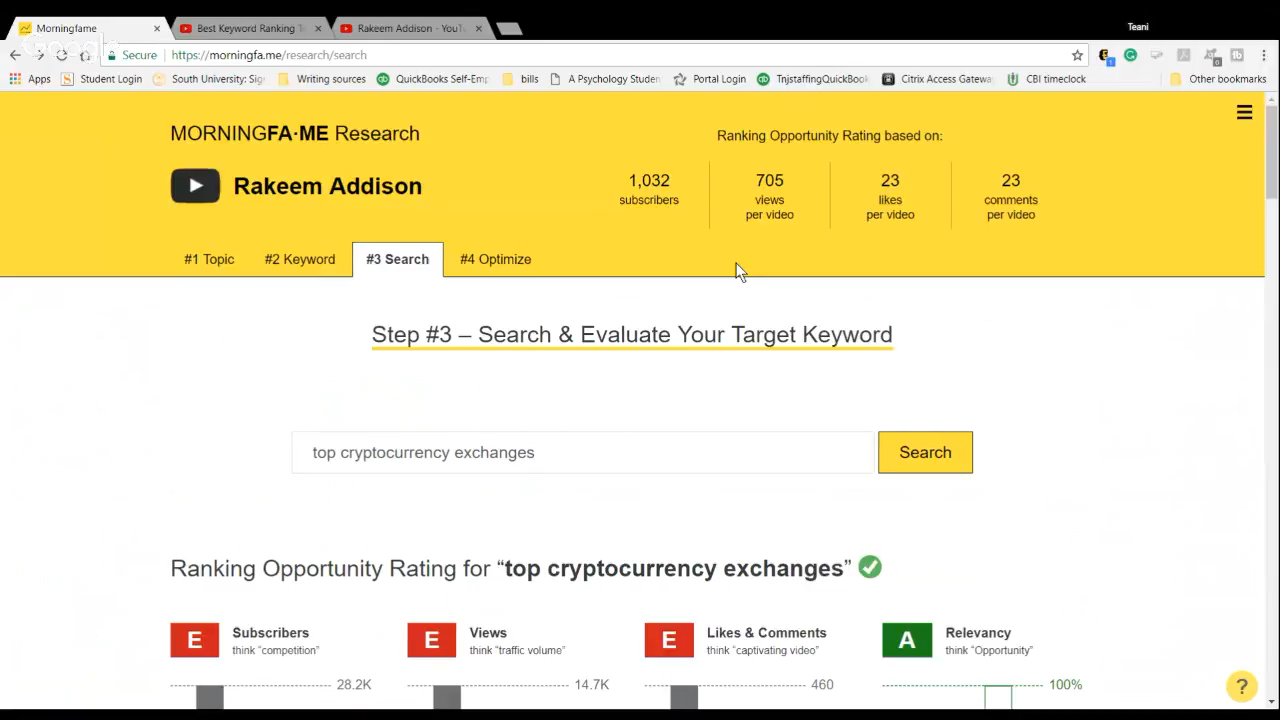 Morningfame
Best Keyword Ranking T
Rakeem Addison - YouTu
Teani
Google
Secure
https://morningfa.me/research/search
Apps
Student Login
South University: Sig
Writing sources
QuickBooks Self-Emp
bills
A Psychology Studen
Portal Login
TnjstaffingQuickBook
Citrix Access Gatewa
CBI timeclock
Other bookmarks
MORNINGFA·ME Research
Ranking Opportunity Rating based on:
Rakeem Addison
1,032
subscribers
705
views
per video
23
likes
per video
23
comments
per video
#1 Topic
#2 Keyword
#3 Search
#4 Optimize
Step #3 – Search & Evaluate Your Target Keyword
top cryptocurrency exchanges
Search
Ranking Opportunity Rating for “top cryptocurrency exchanges”
E
Subscribers
think “competition”
E
Views
think “traffic volume”
E
Likes & Comments
think “captivating video”
A
Relevancy
think “Opportunity”
28.2K
14.7K
460
100%
?